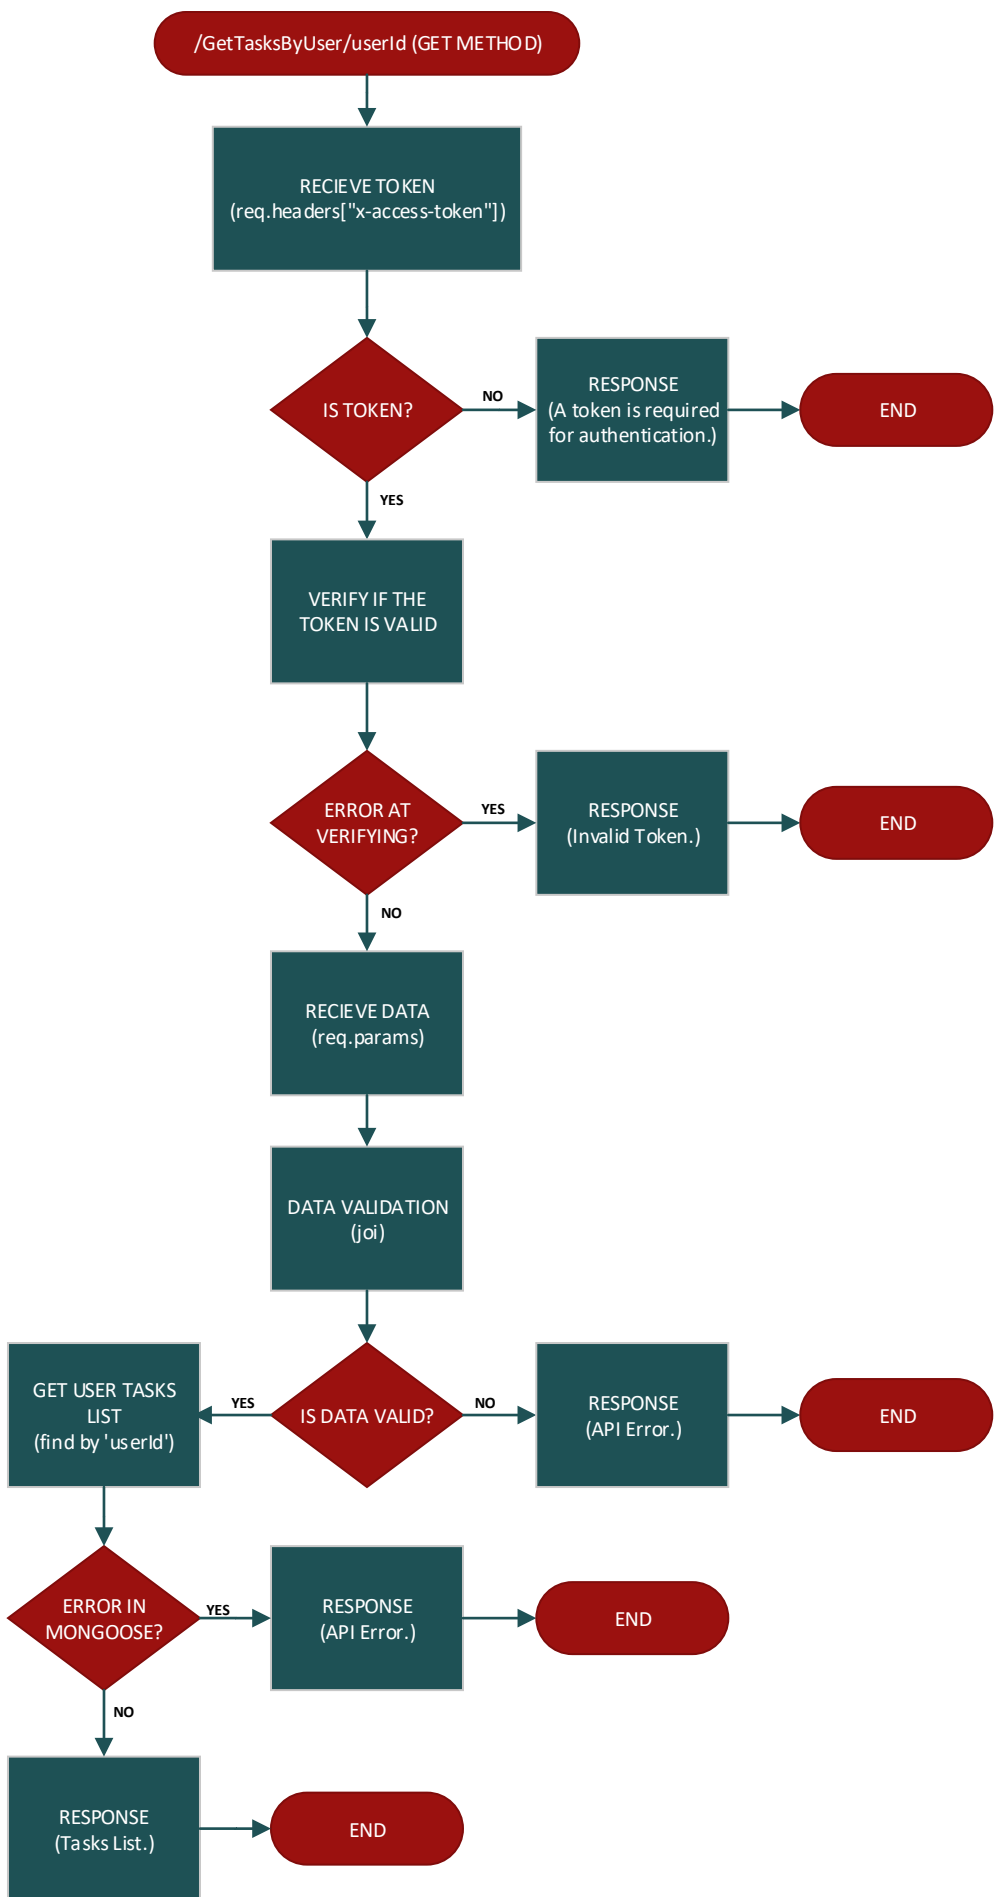 /GetTasksByUser/userId (GET METHOD)
RECIEVE TOKEN
(req.headers["x-access-token"])
IS TOKEN?
NO
RESPONSE
(A token is required
for authentication.)
END
YES
VERIFY IF THE
TOKEN IS VALID
ERROR AT
VERIFYING?
YES
RESPONSE
(Invalid Token.)
END
NO
RECIEVE DATA
(req.params)
DATA VALIDATION
(joi)
GET USER TASKS
LIST
(find by 'userId')
YES
IS DATA VALID?
NO
RESPONSE
(API Error.)
END
ERROR IN
MONGOOSE?
YES
RESPONSE
(API Error.)
END
NO
RESPONSE
(Tasks List.)
END